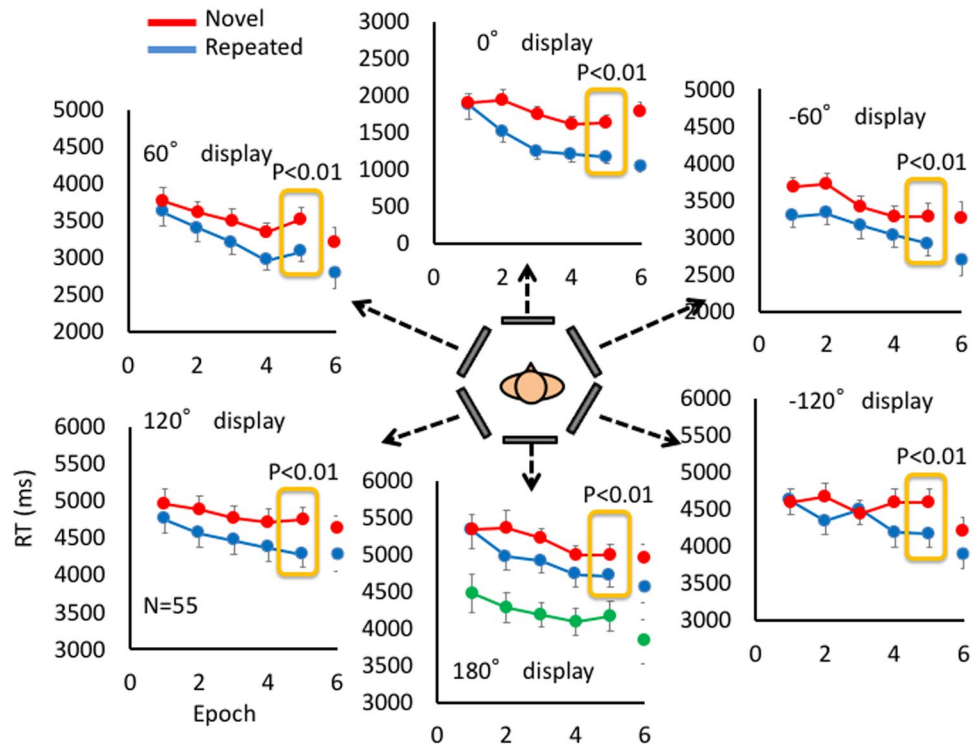 Novel
Repeated
0° display
P<0.01
3000
2500
2000
1500
1000
500
0
0 2 4 6
60° display
P<0.01
5000
4500
4000
3500
3000
2500
2000
0 2 4 6
-60° display
P<0.01
5000
4500
4000
3500
3000
2500
2000
0 2 4 6
120° display
P<0.01
6000
5500
5000
4500
4000
3500
3000
N=55
0 2 4 6
RT (ms)
Epoch
P<0.01
6000
5500
5000
4500
4000
3500
3000
180° display
0 2 4 6
-120° display
P<0.01
6000
5500
5000
4500
4000
3500
3000
0 2 4 6